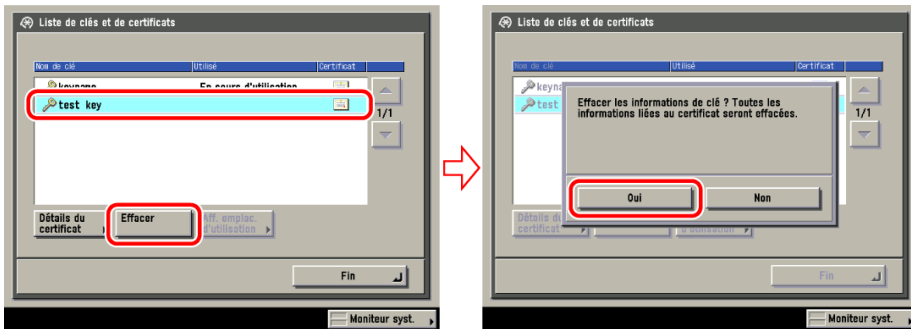 Liste de clés et de certificats
Nom de clé Utilisé Certificat
keyname En cours d'utilisation
test key
1/1
Détails du certificat
Effacer
Aff. emplac. d'utilisation
Fin
Moniteur syst.
Liste de clés et de certificats
Nom de clé Utilisé Certificat
keyna
test
Effacer les informations de clé ? Toutes les
informations liées au certificat seront effacées.
1/1
Oui Non
Détails du
certificat
d'utilisation
Fin
Moniteur syst.